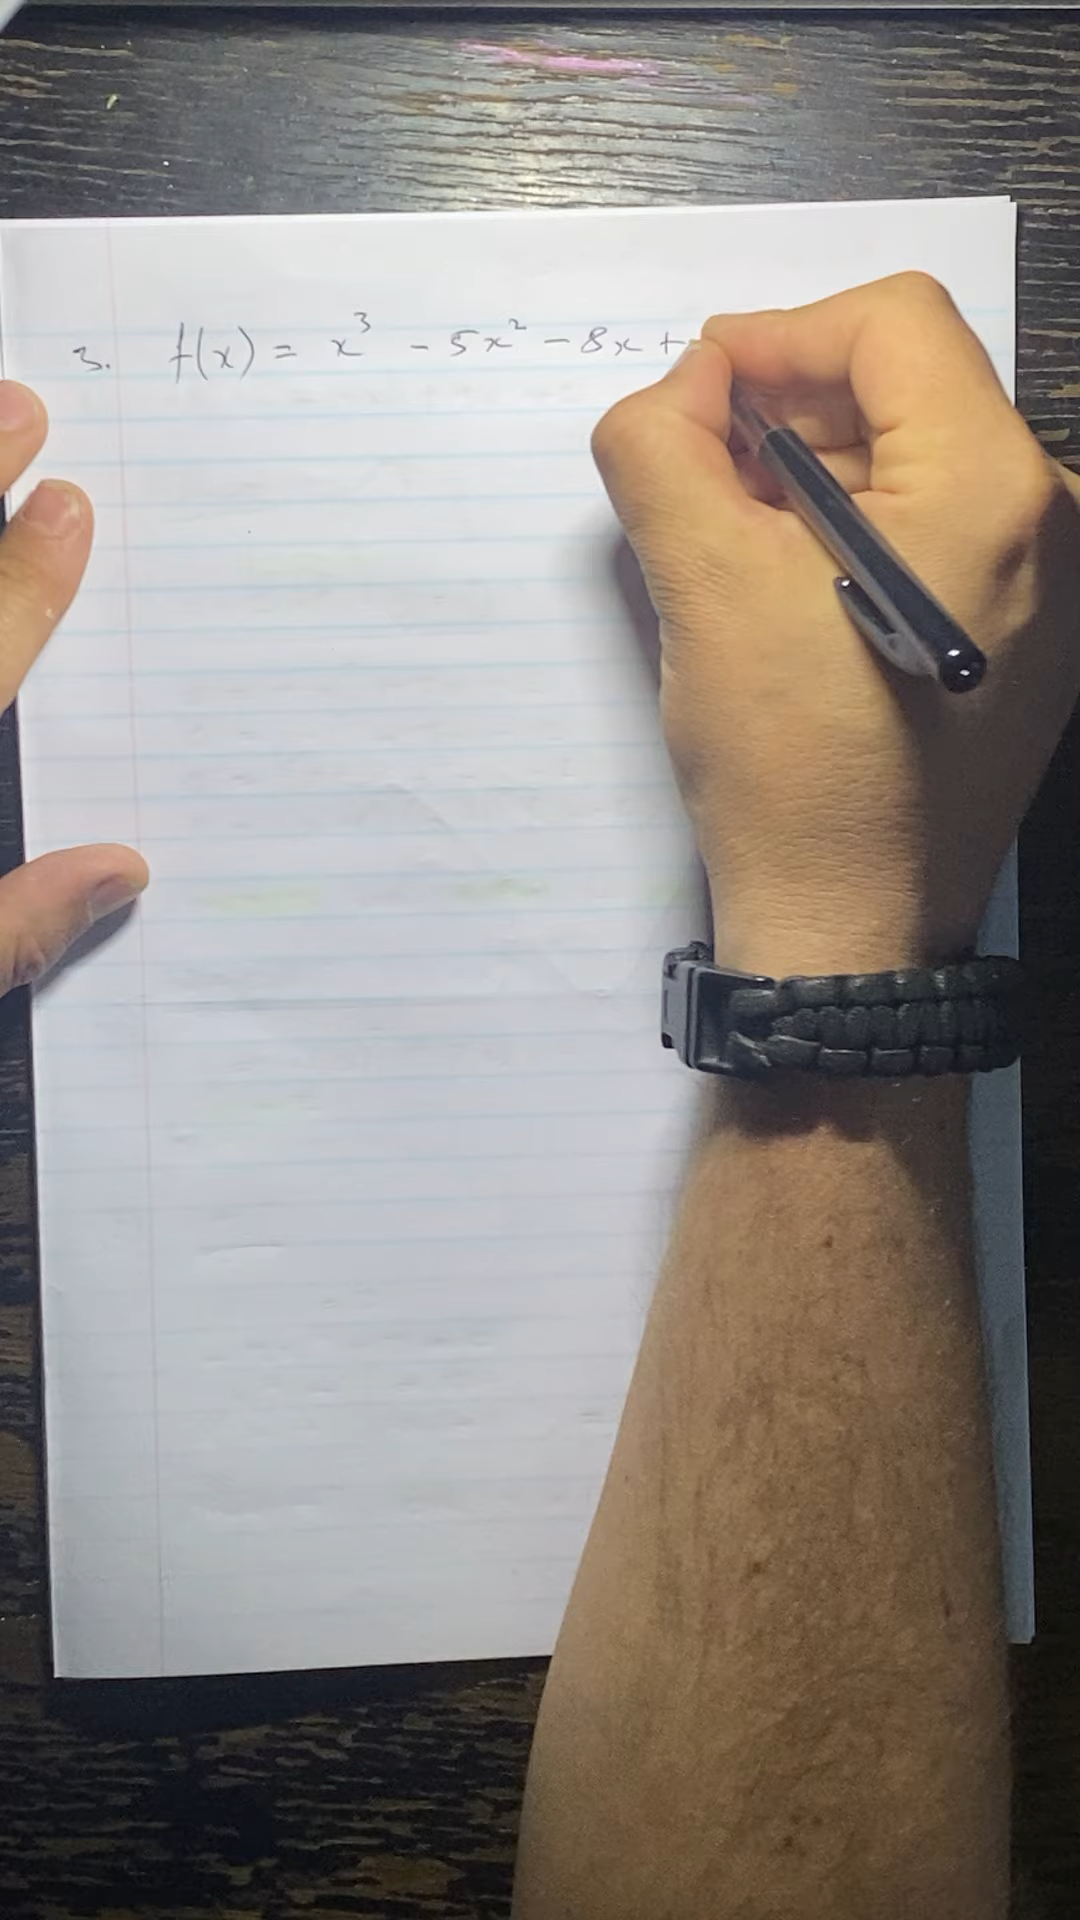 3. f(x) = x³ - 5x² - 8x +